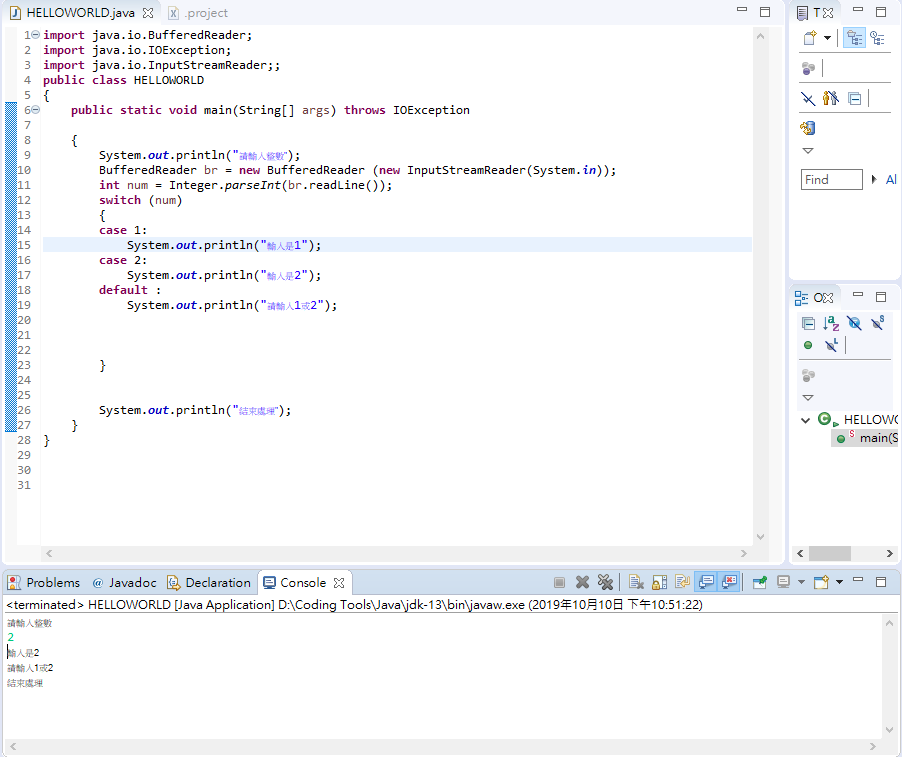 HELLOWORLD.java .project
1 import java.io.BufferedReader;
2 import java.io.IOException;
3 import java.io.InputStreamReader;;
4 public class HELLOWORLD
5 {
6 public static void main(String[] args) throws IOException
7
8 {
9 System.out.println("請輸入整數");
10 BufferedReader br = new BufferedReader (new InputStreamReader(System.in));
11 int num = Integer.parseInt(br.readLine());
12 switch (num)
13 {
14 case 1:
15 System.out.println("輸入是1");
16 case 2:
17 System.out.println("輸入是2");
18 default :
19 System.out.println("請輸入1或2");
20
21
22
23 }
24
25
26 System.out.println("結束處理");
27 }
28 }
29
30
31
T
Find Al
O
HELLOWO
main(S
Problems @ Javadoc Declaration Console
<terminated> HELLOWORLD [Java Application] D:\Coding Tools\Java\jdk-13\bin\javaw.exe (2019年10月10日 下午10:51:22)
請輸入整數
2
輸入是2
請輸入1或2
結束處理